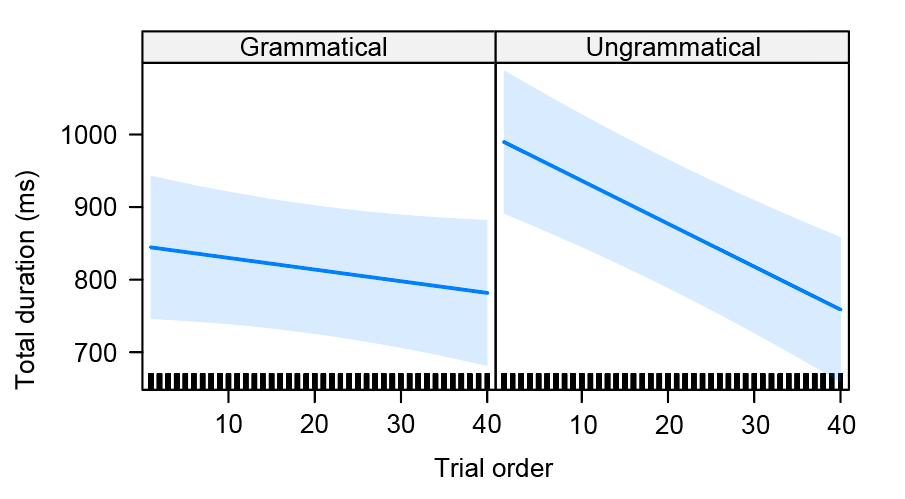 Grammatical Ungrammatical
Total duration (ms)
1000
900
800
700
10 20 30 40 10 20 30 40
Trial order